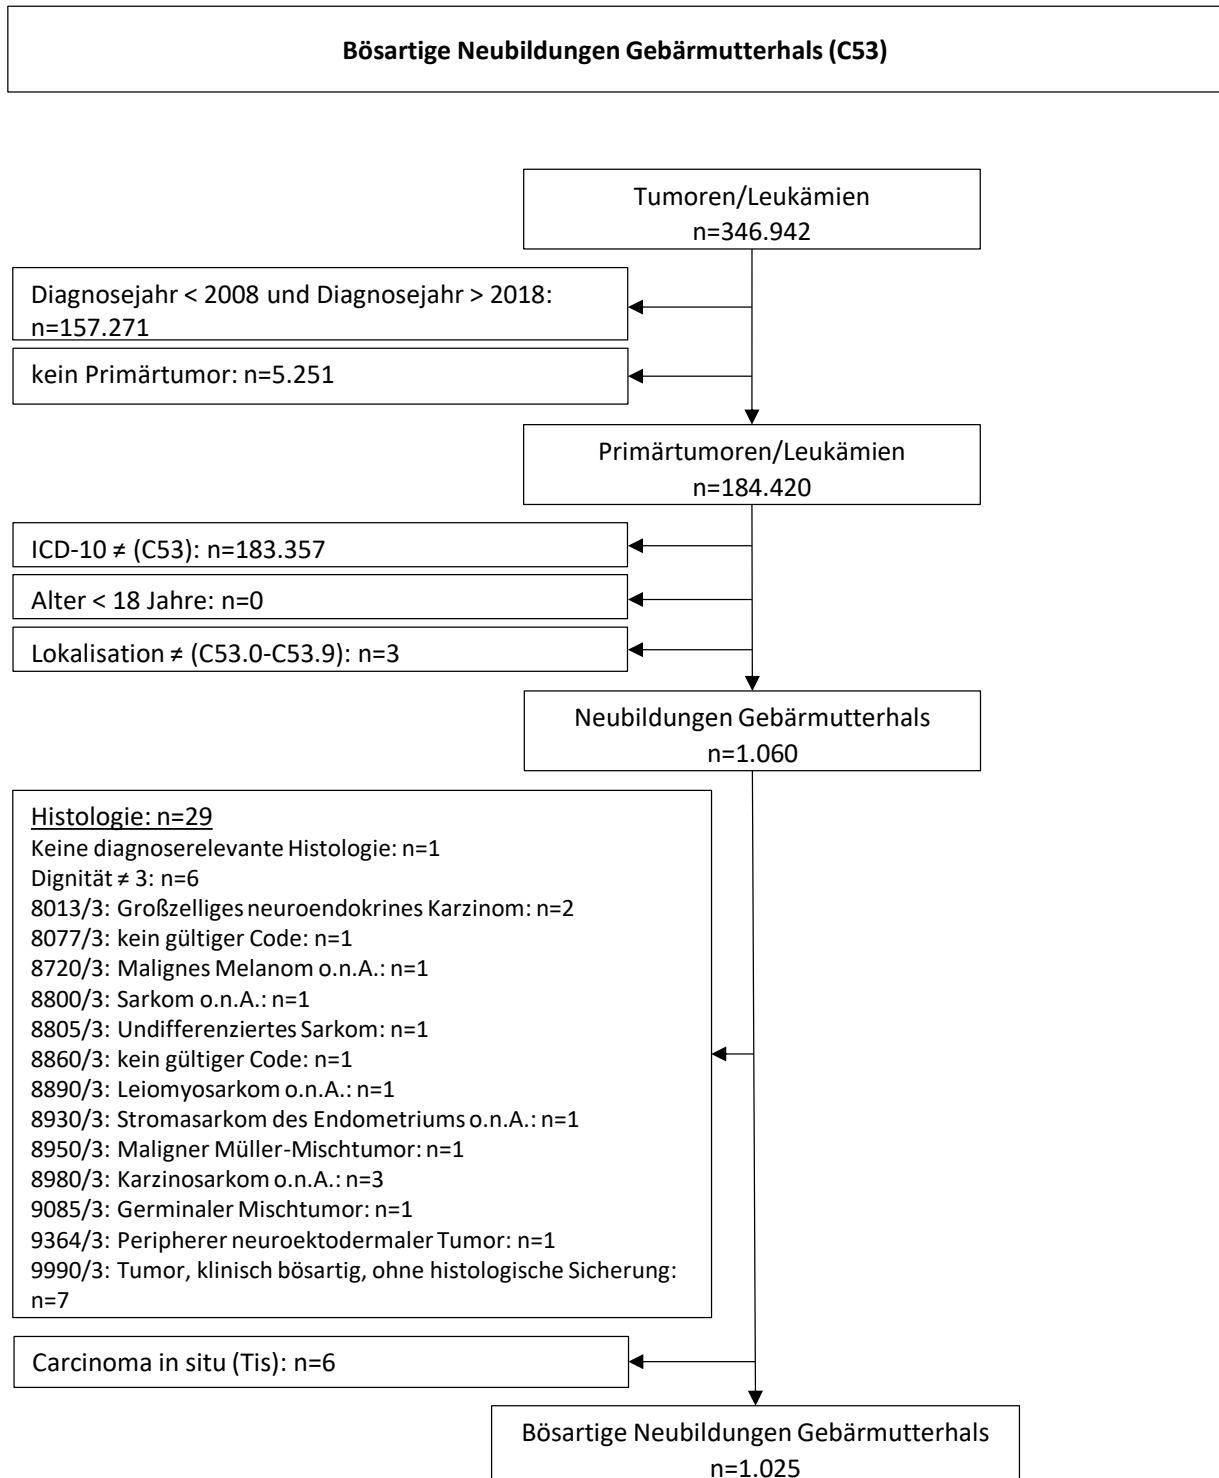 Bösartige Neubildungen Gebärmutterhals (C53)
Tumoren/Leukämien
n=346.942
Diagnosejahr < 2008 und Diagnosejahr > 2018:
n=157.271
kein Primärtumor: n=5.251
Primärtumoren/Leukämien
n=184.420
ICD-10 ≠ (C53): n=183.357
Alter < 18 Jahre: n=0
Lokalisation ≠ (C53.0-C53.9): n=3
Neubildungen Gebärmutterhals
n=1.060
Histologie: n=29
Keine diagnoserelevante Histologie: n=1
Dignität ≠ 3: n=6
8013/3: Großzelliges neuroendokrines Karzinom: n=2
8077/3: kein gültiger Code: n=1
8720/3: Malignes Melanom o.n.A.: n=1
8800/3: Sarkom o.n.A.: n=1
8805/3: Undifferenziertes Sarkom: n=1
8860/3: kein gültiger Code: n=1
8890/3: Leiomyosarkom o.n.A.: n=1
8930/3: Stromasarkom des Endometriums o.n.A.: n=1
8950/3: Maligner Müller-Mischtumor: n=1
8980/3: Karzinosarkom o.n.A.: n=3
9085/3: Germinaler Mischtumor: n=1
9364/3: Peripherer neuroektodermaler Tumor: n=1
9990/3: Tumor, klinisch bösartig, ohne histologische Sicherung:
n=7
Carcinoma in situ (Tis): n=6
Bösartige Neubildungen Gebärmutterhals
n=1.025